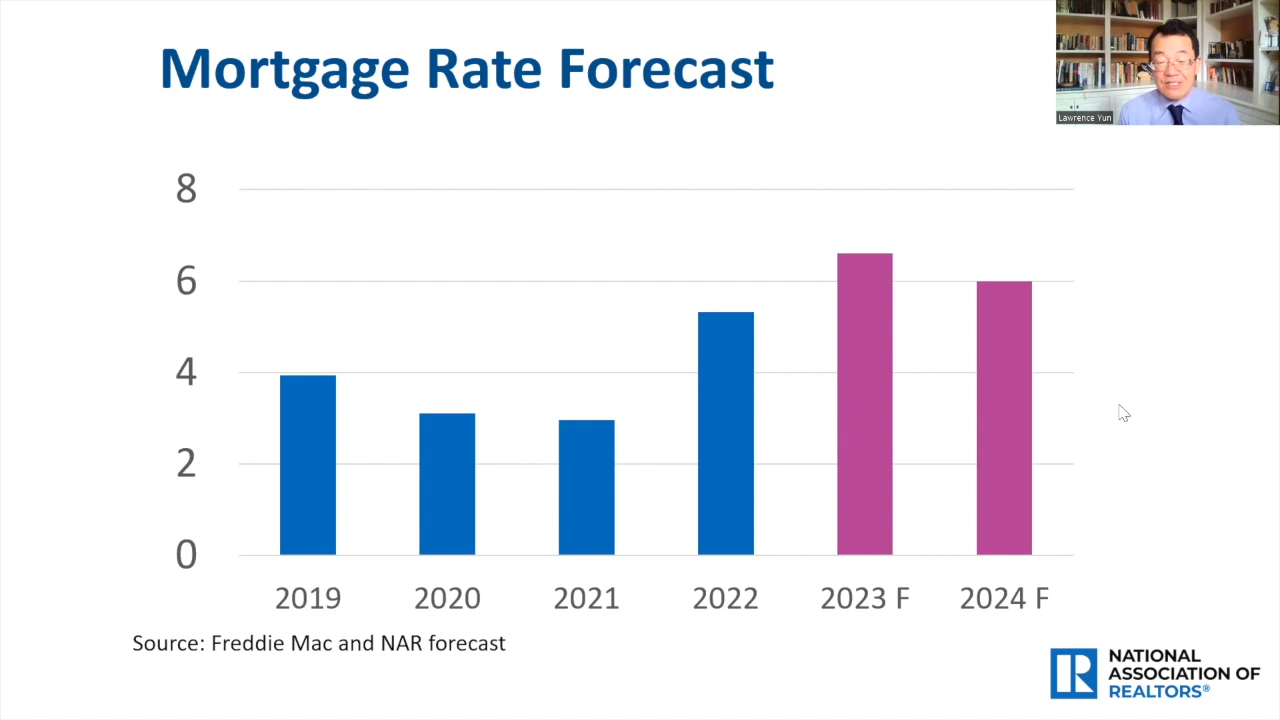 Mortgage Rate Forecast
Lawrence Yun
8
6
4
2
0
2019 2020 2021 2022 2023 F 2024 F
Source: Freddie Mac and NAR forecast
NATIONAL
ASSOCIATION OF
REALTORS®